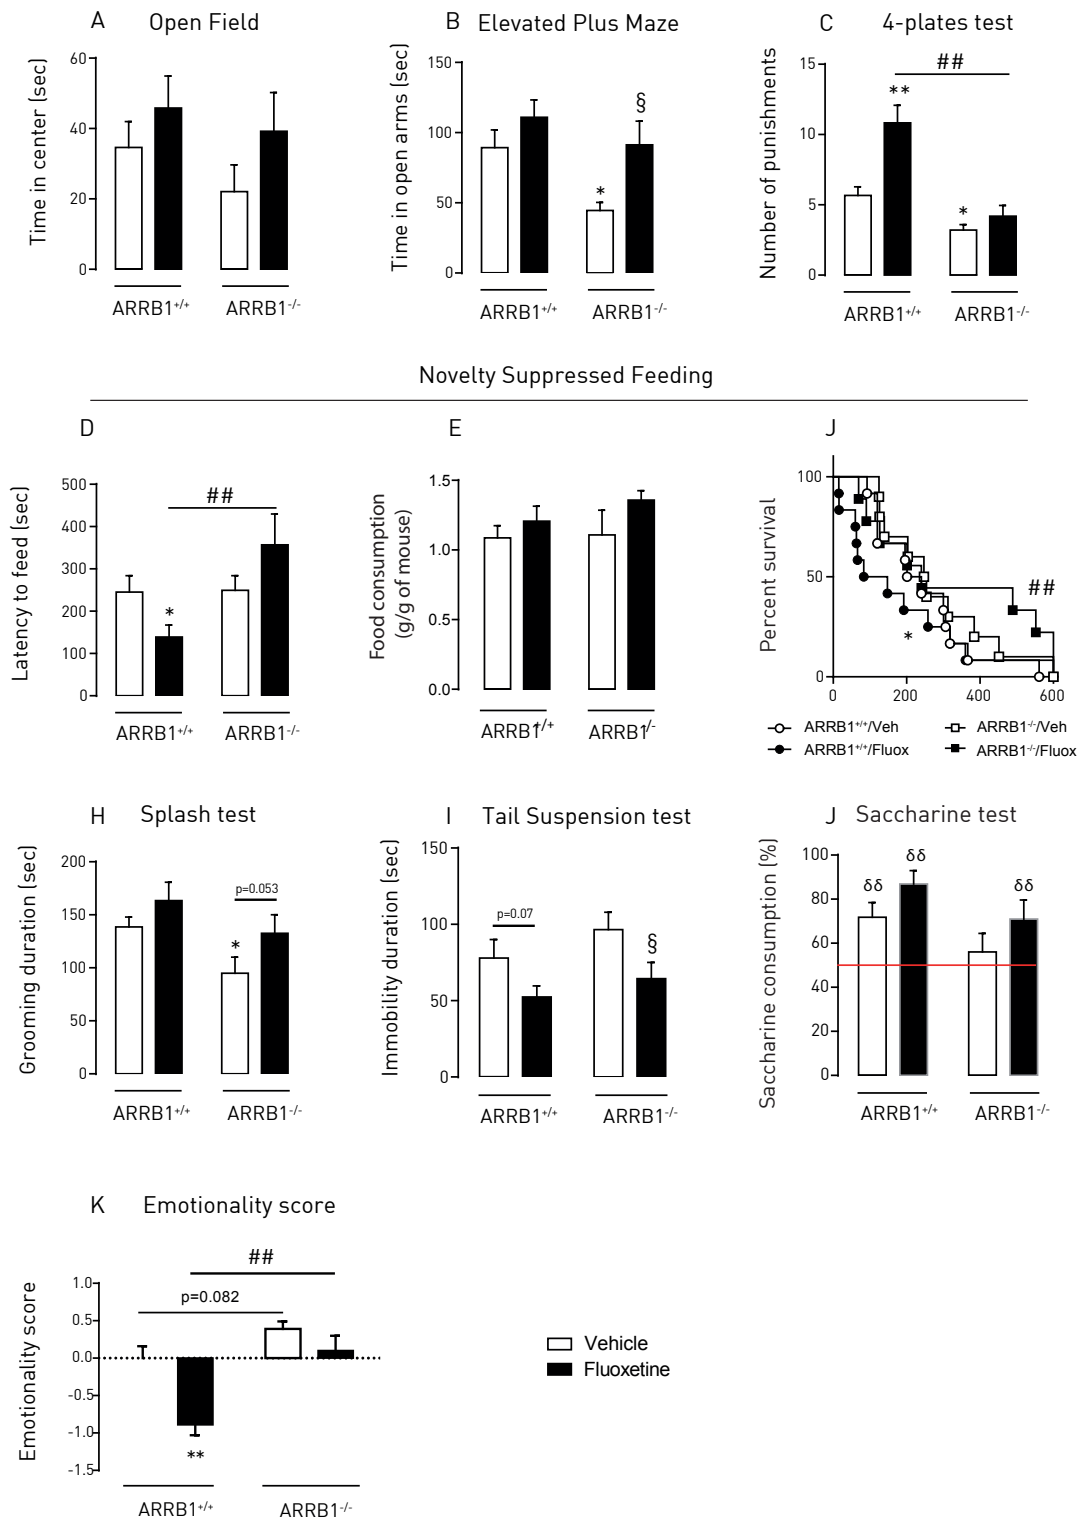 A Open Field
B Elevated Plus Maze
C 4-plates test
Time in center (sec)
60
40
20
0
ARRB1+/+ ARRB1-/-
Time in open arms (sec)
150
100
50
0
*
§
ARRB1+/+ ARRB1-/-
Number of punishments
15
10
5
0
##
**
*
ARRB1+/+ ARRB1-/-
Novelty Suppressed Feeding
D
E
J
Latency to feed (sec)
500
400
300
200
100
0
##
*
ARRB1+/+ ARRB1-/-
Food consumption
(g/g of mouse)
1.5
1.0
0.5
0.0
ARRB1+/+ ARRB1/-
Percent survival
100
50
0
##
*
0 200 400 600
ARRB1+/+/Veh ARRB1-/-/Veh
ARRB1+/+/Fluox ARRB1-/-/Fluox
H Splash test
I Tail Suspension test
J Saccharine test
Grooming duration (sec)
200
150
100
50
0
p=0.053
*
ARRB1+/+ ARRB1-/-
Immobility duration (sec)
150
100
50
0
p=0.07
§
ARRB1+/+ ARRB1-/-
Saccharine consumption (%)
100
80
60
40
20
0
δδ
δδ
δδ
ARRB1+/+ ARRB1-/-
K Emotionality score
Emotionality score
1.0
0.5
0.0
-0.5
-1.0
-1.5
##
p=0.082
**
ARRB1+/+ ARRB1-/-
Vehicle
Fluoxetine